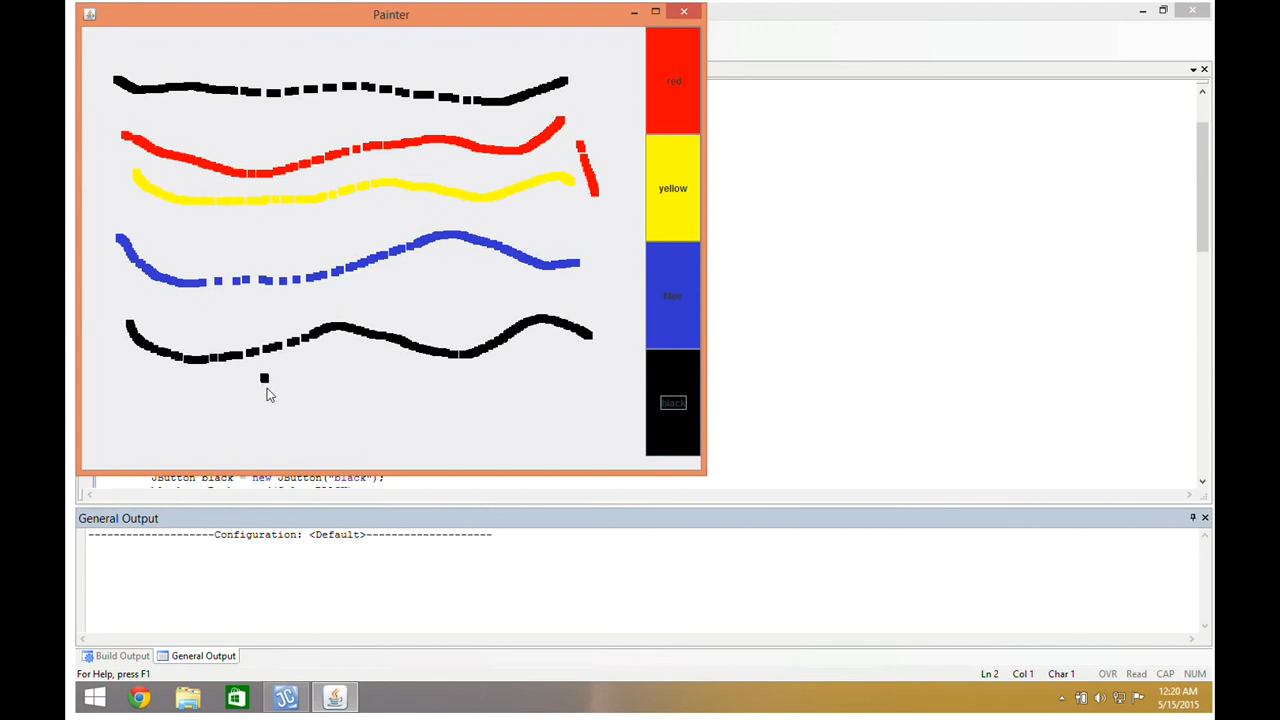 Painter
red
yellow
blue
black
JButton black = new JButton("black");
General Output
--------------------Configuration: <Default>--------------------
Build Output
General Output
For Help, press F1
Ln 2
Col 1
Char 1
OVR
Read
CAP
NUM
JC
12:20 AM
5/15/2015